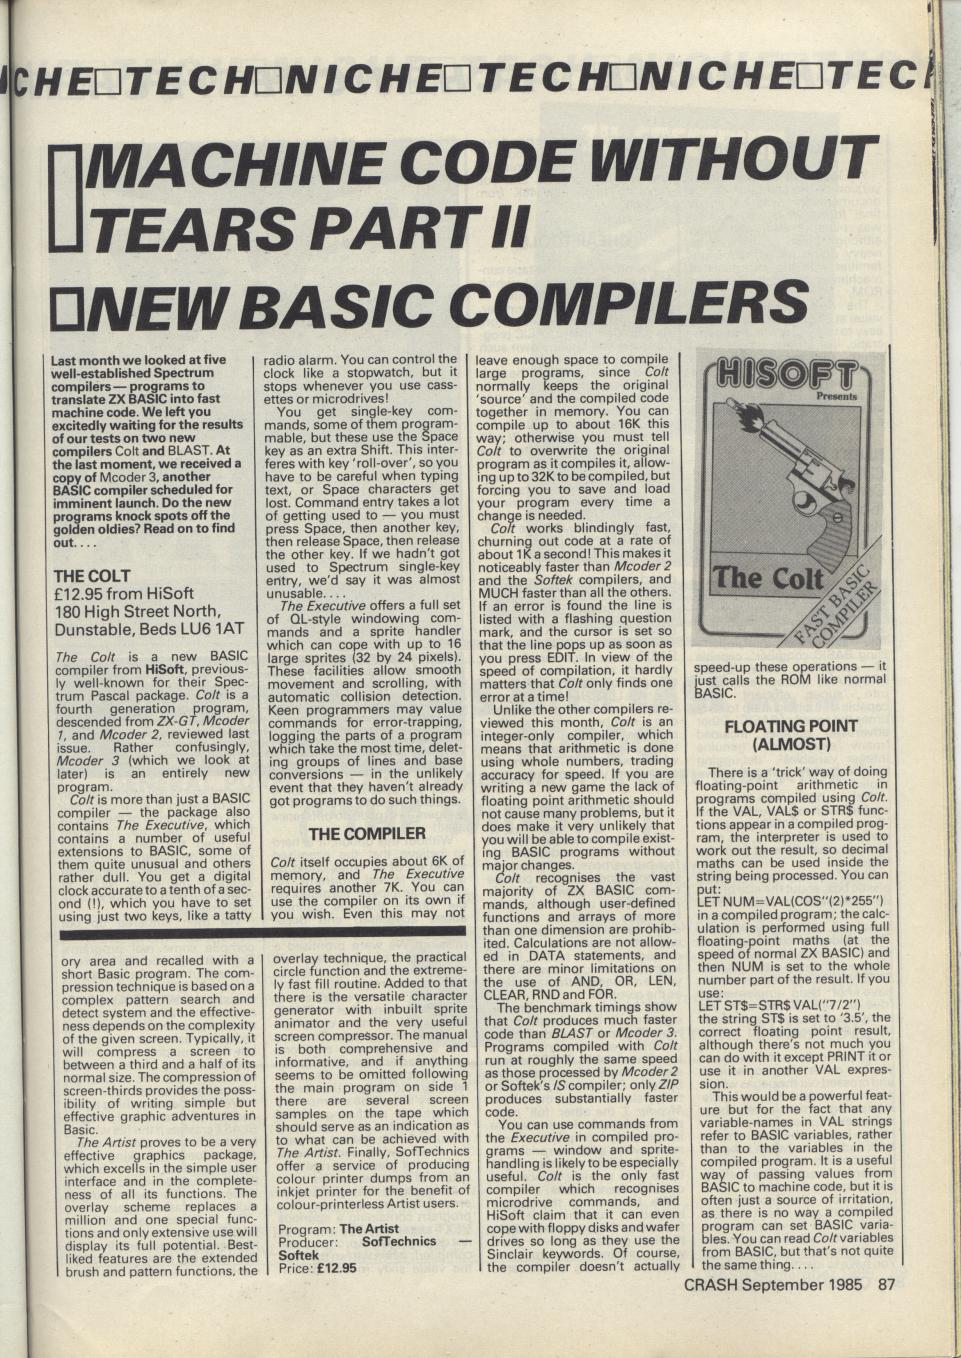 CHE□TECH□NICHE□TECH□NICHE□TEC
MACHINE CODE WITHOUT
TEARS PART II
NEW BASIC COMPILERS
Last month we looked at five
well-established Spectrum
compilers — programs to
translate ZX BASIC into fast
machine code. We left you
excitedly waiting for the results
of our tests on two new
compilers Colt and BLAST. At
the last moment, we received a
copy of Mcoder 3, another
BASIC compiler scheduled for
imminent launch. Do the new
programs knock spots off the
golden oldies? Read on to find
out. . . .
THE COLT
£12.95 from HiSoft
180 High Street North,
Dunstable, Beds LU6 1AT
The Colt is a new BASIC
compiler from HiSoft, previous-
ly well-known for their Spec-
trum Pascal package. Colt is a
fourth generation program,
descended from ZX-GT, Mcoder
1, and Mcoder 2, reviewed last
issue. Rather confusingly,
Mcoder 3 (which we look at
later) is an entirely new
program.
Colt is more than just a BASIC
compiler — the package also
contains The Executive, which
contains a number of useful
extensions to BASIC, some of
them quite unusual and others
rather dull. You get a digital
clock accurate to a tenth of a sec-
ond (!), which you have to set
using just two keys, like a tatty
radio alarm. You can control the
clock like a stopwatch, but it
stops whenever you use cass-
ettes or microdrives!
You get single-key com-
mands, some of them program-
mable, but these use the Space
key as an extra Shift. This inter-
feres with key 'roll-over', so you
have to be careful when typing
text, or Space characters get
lost. Command entry takes a lot
of getting used to — you must
press Space, then another key,
then release Space, then release
the other key. If we hadn't got
used to Spectrum single-key
entry, we'd say it was almost
unusable. . . .
The Executive offers a full set
of QL-style windowing com-
mands and a sprite handler
which can cope with up to 16
large sprites (32 by 24 pixels).
These facilities allow smooth
movement and scrolling, with
automatic collision detection.
Keen programmers may value
commands for error-trapping,
logging the parts of a program
which take the most time, delet-
ing groups of lines and base
conversions — in the unlikely
event that they haven't already
got programs to do such things.
THE COMPILER
Colt itself occupies about 6K of
memory, and The Executive
requires another 7K. You can
use the compiler on its own if
you wish. Even this may not
leave enough space to compile
large programs, since Colt
normally keeps the original
'source' and the compiled code
together in memory. You can
compile up to about 16K this
way; otherwise you must tell
Colt to overwrite the original
program as it compiles it, allow-
ing up to 32K to be compiled, but
forcing you to save and load
your program every time a
change is needed.
Colt works blindingly fast,
churning out code at a rate of
about 1K a second! This makes it
noticeably faster than Mcoder 2
and the Softek compilers, and
MUCH faster than all the others.
If an error is found the line is
listed with a flashing question
mark, and the cursor is set so
that the line pops up as soon as
you press EDIT. In view of the
speed of compilation, it hardly
matters that Colt only finds one
error at a time!
Unlike the other compilers re-
viewed this month, Colt is an
integer-only compiler, which
means that arithmetic is done
using whole numbers, trading
accuracy for speed. If you are
writing a new game the lack of
floating point arithmetic should
not cause many problems, but it
does make it very unlikely that
you will be able to compile exist-
ing BASIC programs without
major changes.
Colt recognises the vast
majority of ZX BASIC com-
mands, although user-defined
functions and arrays of more
than one dimension are prohib-
ited. Calculations are not allow-
ed in DATA statements, and
there are minor limitations on
the use of AND, OR, LEN,
CLEAR, RND and FOR.
The benchmark timings show
that Colt produces much faster
code than BLAST or Mcoder 3.
Programs compiled with Colt
run at roughly the same speed
as those processed by Mcoder 2
or Softek's IS compiler; only ZIP
produces substantially faster
code.
You can use commands from
the Executive in compiled pro-
grams — window and sprite-
handling is likely to be especially
useful. Colt is the only fast
compiler which recognises
microdrive commands, and
HiSoft claim that it can even
cope with floppy disks and wafer
drives so long as they use the
Sinclair keywords. Of course,
the compiler doesn't actually
HISOFT
Presents
The Colt
FAST BASIC
COMPILER
speed-up these operations — it
just calls the ROM like normal
BASIC.
FLOATING POINT
(ALMOST)
There is a 'trick' way of doing
floating-point arithmetic in
programs compiled using Colt.
If the VAL, VAL$ or STR$ func-
tions appear in a compiled prog-
ram, the interpreter is used to
work out the result, so decimal
maths can be used inside the
string being processed. You can
put:
LET NUM=VAL(COS"(2)*255")
in a compiled program; the calc-
ulation is performed using full
floating-point maths (at the
speed of normal ZX BASIC) and
then NUM is set to the whole
number part of the result. If you
use:
LET ST$=STR$ VAL("7/2")
the string ST$ is set to '3.5', the
correct floating point result,
although there's not much you
can do with it except PRINT it or
use it in another VAL expres-
sion.
This would be a powerful feat-
ure but for the fact that any
variable-names in VAL strings
refer to BASIC variables, rather
than to the variables in the
compiled program. It is a useful
way of passing values from
BASIC to machine code, but it is
often just a source of irritation,
as there is no way a compiled
program can set BASIC varia-
bles. You can read Colt variables
from BASIC, but that's not quite
the same thing. . . .
ory area and recalled with a
short Basic program. The com-
pression technique is based on a
complex pattern search and
detect system and the effective-
ness depends on the complexity
of the given screen. Typically, it
will compress a screen to
between a third and a half of its
normal size. The compression of
screen-thirds provides the poss-
ibility of writing simple but
effective graphic adventures in
Basic.
The Artist proves to be a very
effective graphics package,
which excells in the simple user
interface and in the complete-
ness of all its functions. The
overlay scheme replaces a
million and one special func-
tions and only extensive use will
display its full potential. Best-
liked features are the extended
brush and pattern functions, the
overlay technique, the practical
circle function and the extreme-
ly fast fill routine. Added to that
there is the versatile character
generator with inbuilt sprite
animator and the very useful
screen compressor. The manual
is both comprehensive and
informative, and if anything
seems to be omitted following
the main program on side 1
there are several screen
samples on the tape which
should serve as an indication as
to what can be achieved with
The Artist. Finally, SofTechnics
offer a service of producing
colour printer dumps from an
inkjet printer for the benefit of
colour-printerless Artist users.
Program: The Artist
Producer: SofTechnics —
Softek
Price: £12.95
CRASH September 1985 87